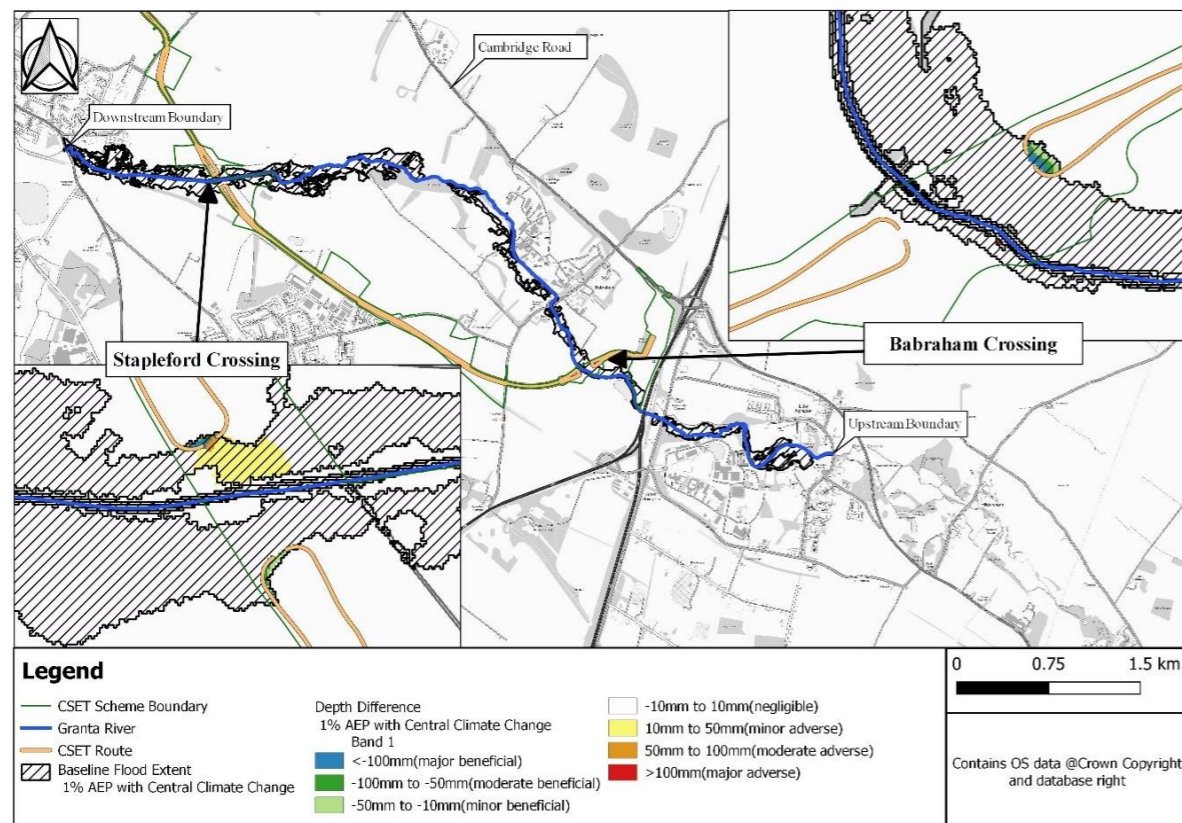 Cambridge Road
Downstream Boundary
Stapleford Crossing
Babraham Crossing
Upstream Boundary
Babraham
Legend
CSET Scheme Boundary
Granta River
CSET Route
Baseline Flood Extent
1% AEP with Central Climate Change
Depth Difference
1% AEP with Central Climate Change
Band 1
<-100mm(major beneficial)
-100mm to -50mm(moderate beneficial)
-50mm to -10mm(minor beneficial)
-10mm to 10mm(negligible)
10mm to 50mm(minor adverse)
50mm to 100mm(moderate adverse)
>100mm(major adverse)
0 0.75 1.5 km
Contains OS data @Crown Copyright
and database right